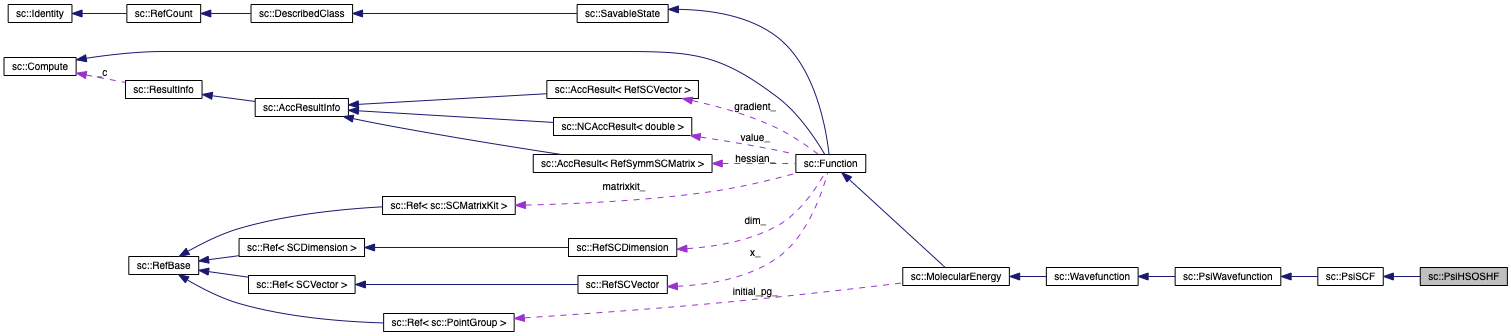 sc::Identity
sc::RefCount
sc::DescribedClass
sc::SavableState
sc::Compute
_c
sc::ResultInfo
sc::AccResultInfo
sc::AccResult< RefSCVector >
gradient_
sc::NCAccResult< double >
value_
sc::AccResult< RefSymmSCMatrix >
hessian_
sc::Function
matrixkit_
sc::Ref< sc::SCMatrixKit >
dim_
sc::Ref< SCDimension >
sc::RefSCDimension
x_
sc::RefBase
sc::Ref< SCVector >
sc::RefSCVector
sc::MolecularEnergy
sc::Wavefunction
sc::PsiWavefunction
sc::PsiSCF
sc::PsiHSOSHF
initial_pg_
sc::Ref< sc::PointGroup >